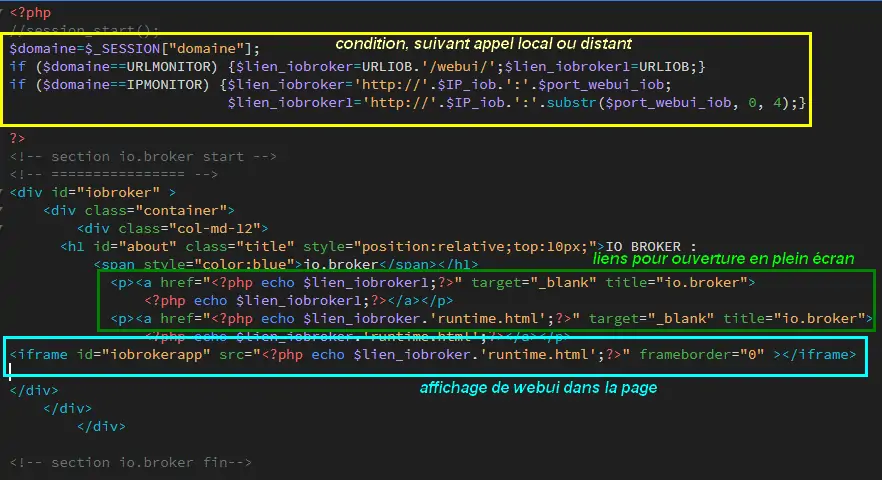 <?php
//session_start();
$domaine=$_SESSION["domaine"];
condition, suivant appel local ou distant
if ($domaine==URLMONITOR) {$lien_iobroker=URLIOB.'/webui/';$lien_iobroker1=URLIOB;}
if ($domaine==IPMONITOR) {$lien_iobroker='http://'.$IP_iob.':'.$port_webui_iob;
$lien_iobroker1='http://'.$IP_iob.':'.substr($port_webui_iob, 0, 4);}
?>
<!-- section io.broker start -->
<!-- ================ -->
<div id="iobroker" >
<div class="container">
<div class="col-md-12">
<h1 id="about" class="title" style="position:relative;top:10px;">IO BROKER :
<span style="color:blue">io.broker</span></h1>
liens pour ouverture en plein écran
<p><a href="<?php echo $lien_iobroker1;?>" target="_blank" title="io.broker">
<?php echo $lien_iobroker1;?></a></p>
<p><a href="<?php echo $lien_iobroker.'runtime.html';?>" target="_blank" title="io.broker">
<?php echo $lien_iobroker.'runtime.html';?></a></p>
<iframe id="iobrokerapp" src="<?php echo $lien_iobroker.'runtime.html';?>" frameborder="0" ></iframe>
affichage de webui dans la page
</div>
</div>
</div>
<!-- section io.broker fin-->